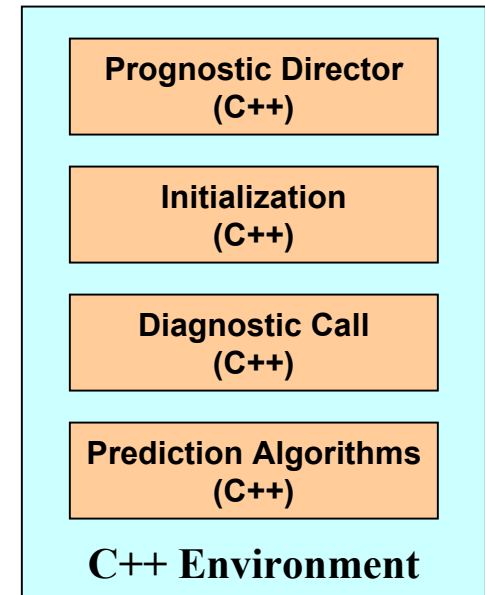 Prognostic Director
(C++)
Initialization
(C++)
Diagnostic Call
(C++)
Prediction Algorithms
(C++)
C++ Environment